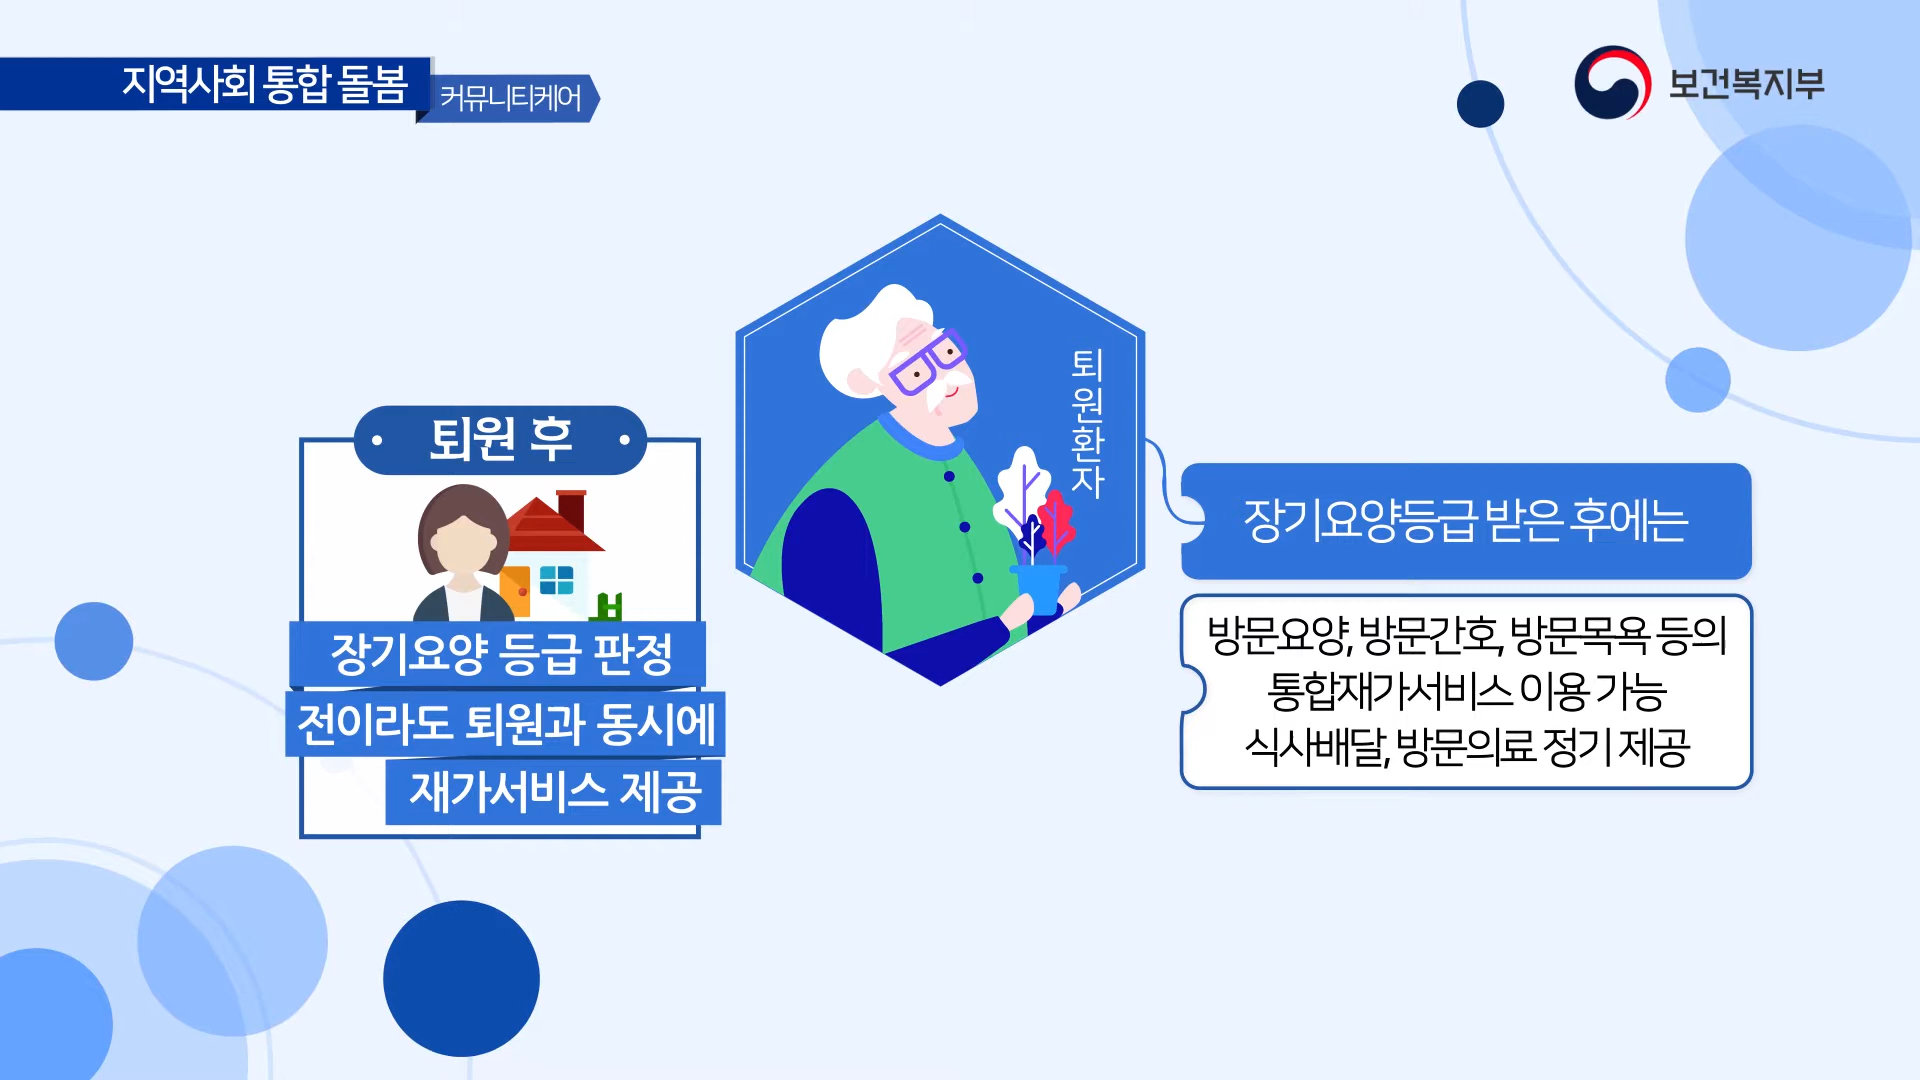 지역사회 통합 돌봄
커뮤니티케어
보건복지부
퇴원 후
장기요양 등급 판정
전이라도 퇴원과 동시에
재가서비스 제공
퇴원환자
장기요양등급 받은 후에는
방문요양, 방문간호, 방문목욕 등의
통합재가서비스 이용 가능
식사배달, 방문의료 정기 제공